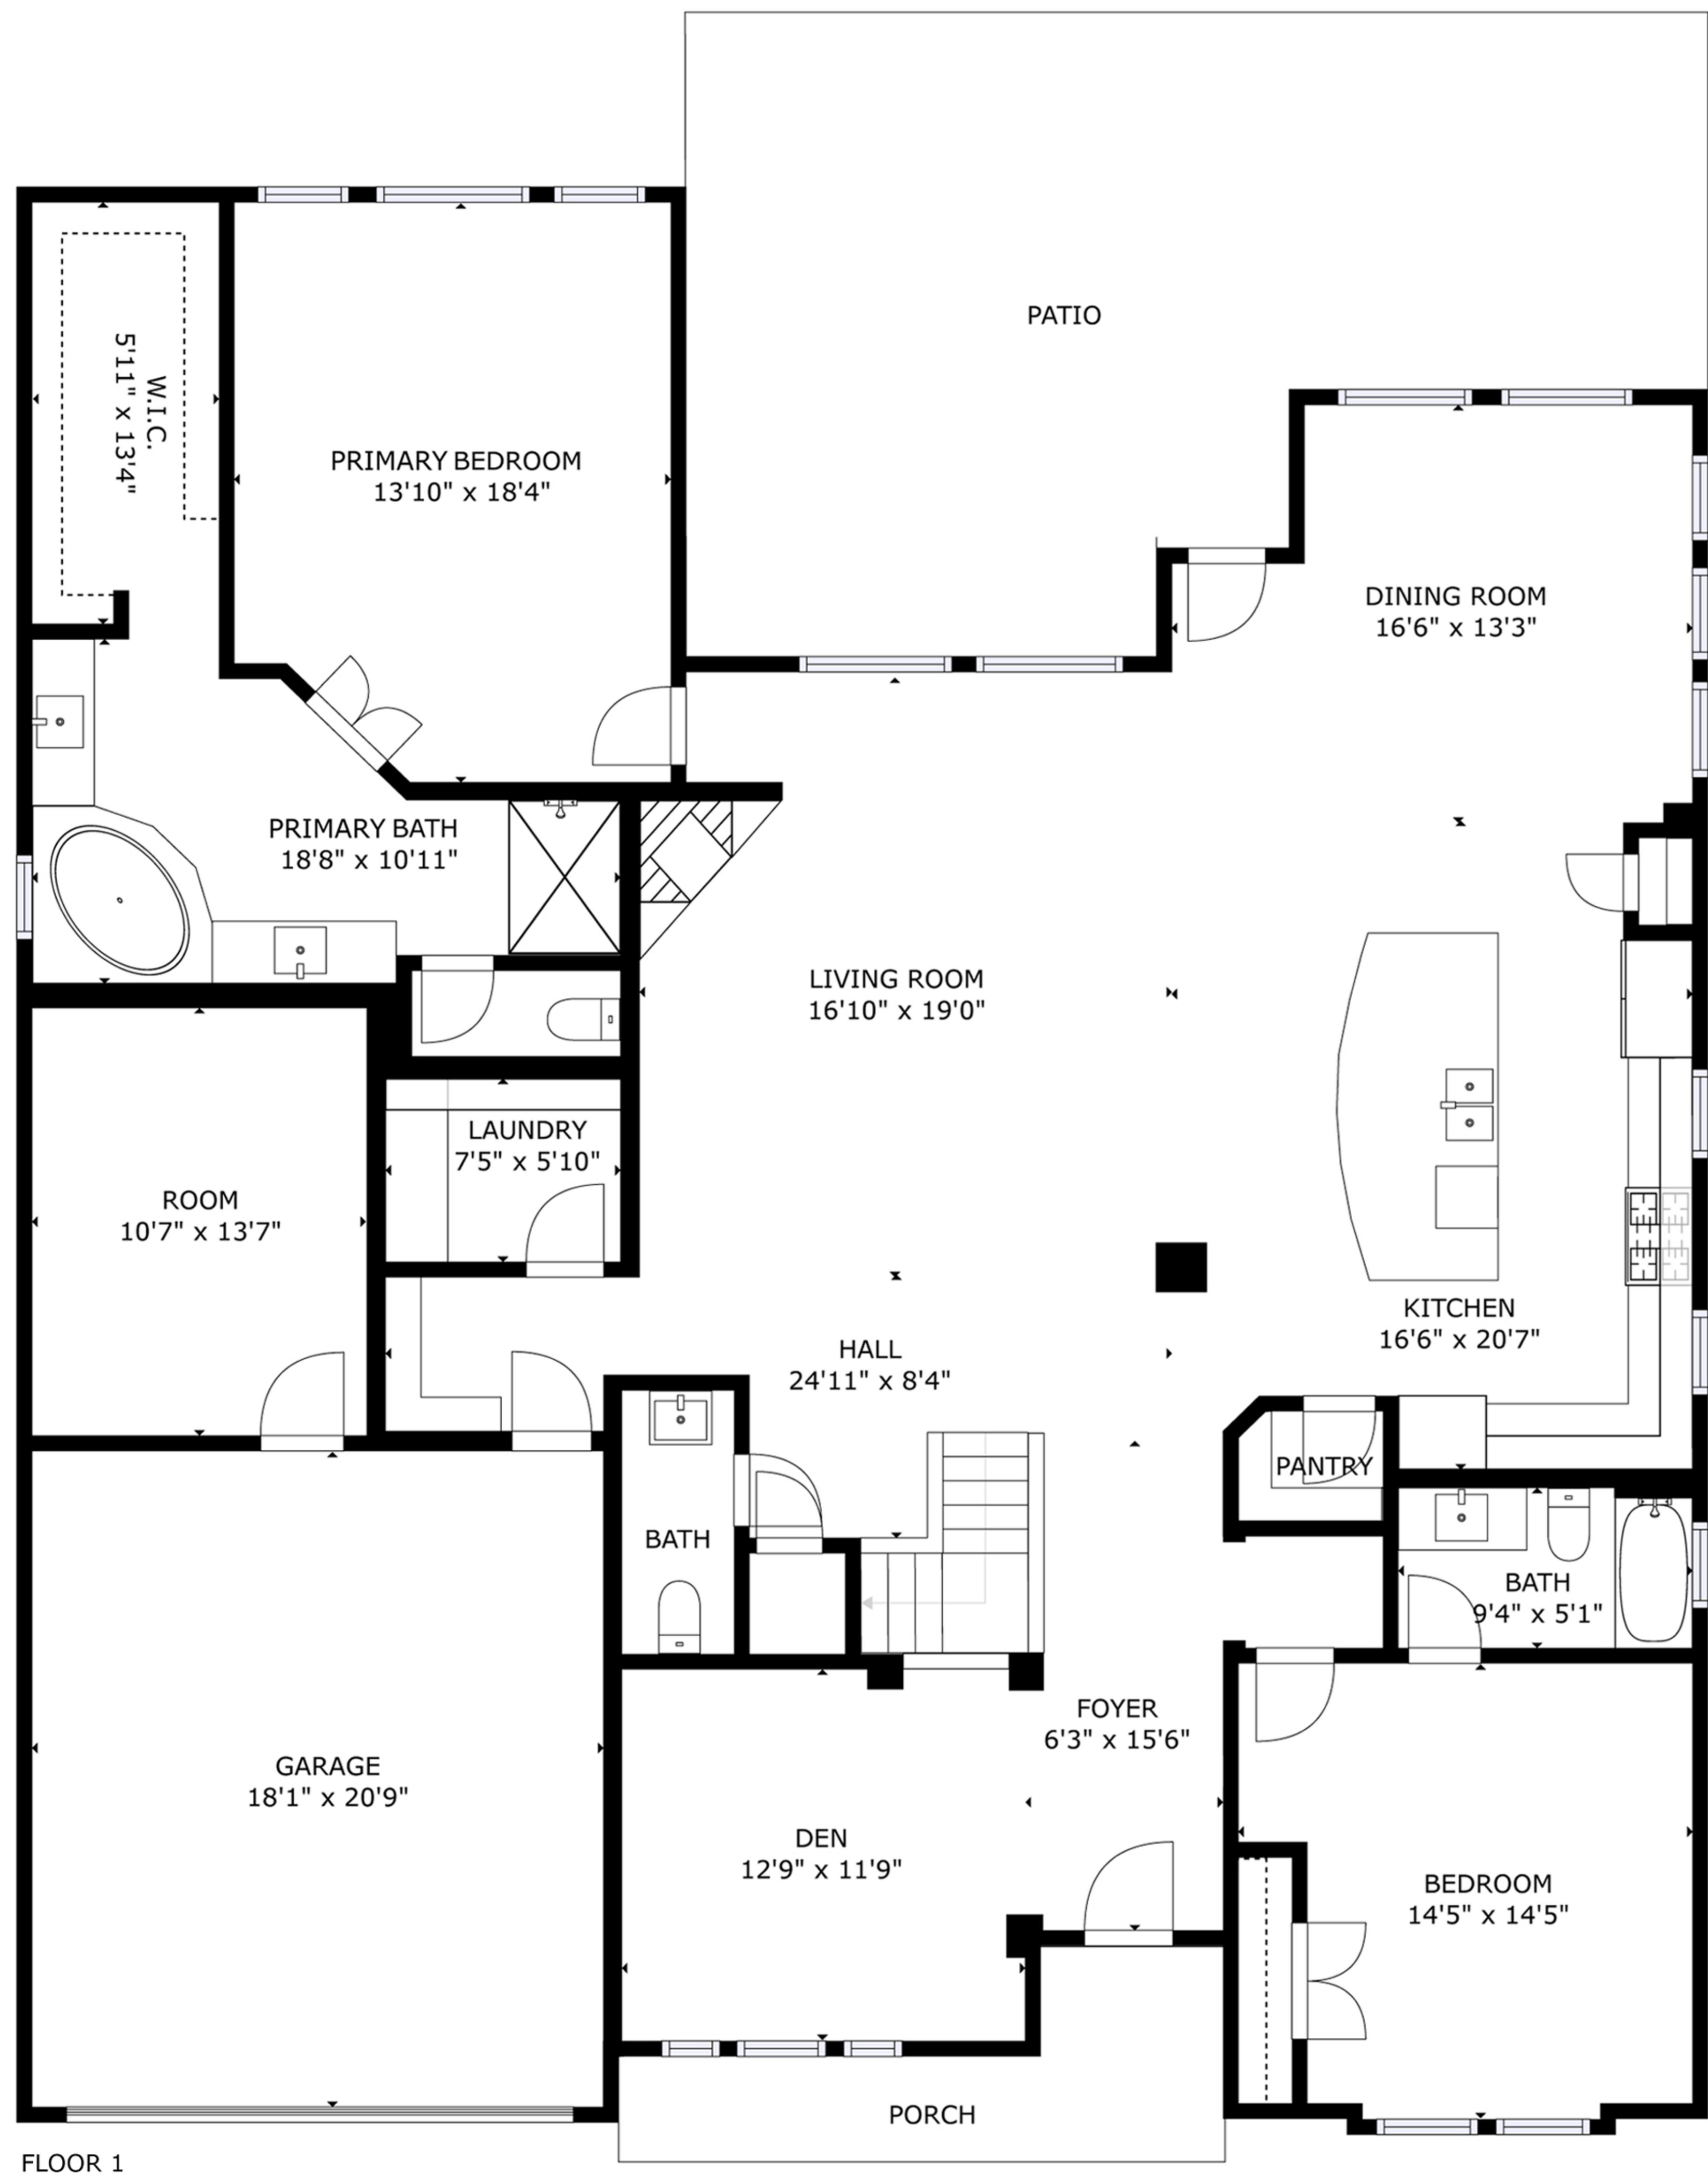 PATIO
W.I.C.
5'11" x 13'4"
PRIMARY BEDROOM
13'10" x 18'4"
DINING ROOM
16'6" x 13'3"
PRIMARY BATH
18'8" x 10'11"
LIVING ROOM
16'10" x 19'0"
LAUNDRY
7'5" x 5'10"
ROOM
10'7" x 13'7"
KITCHEN
16'6" x 20'7"
HALL
24'11" x 8'4"
PANTRY
BATH
BATH
9'4" x 5'1"
FOYER
6'3" x 15'6"
GARAGE
18'1" x 20'9"
DEN
12'9" x 11'9"
BEDROOM
14'5" x 14'5"
PORCH
FLOOR 1